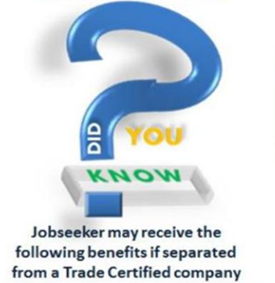 DID
YOU
KNOW
Jobseeker may receive the
following benefits if separated
from a Trade Certified company